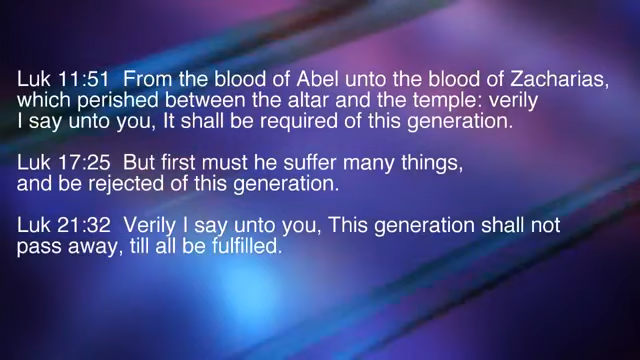 Luk 11:51  From the blood of Abel unto the blood of Zacharias,
which perished between the altar and the temple: verily
I say unto you, It shall be required of this generation.
Luk 17:25  But first must he suffer many things,
and be rejected of this generation.
Luk 21:32  Verily I say unto you, This generation shall not
pass away, till all be fulfilled.